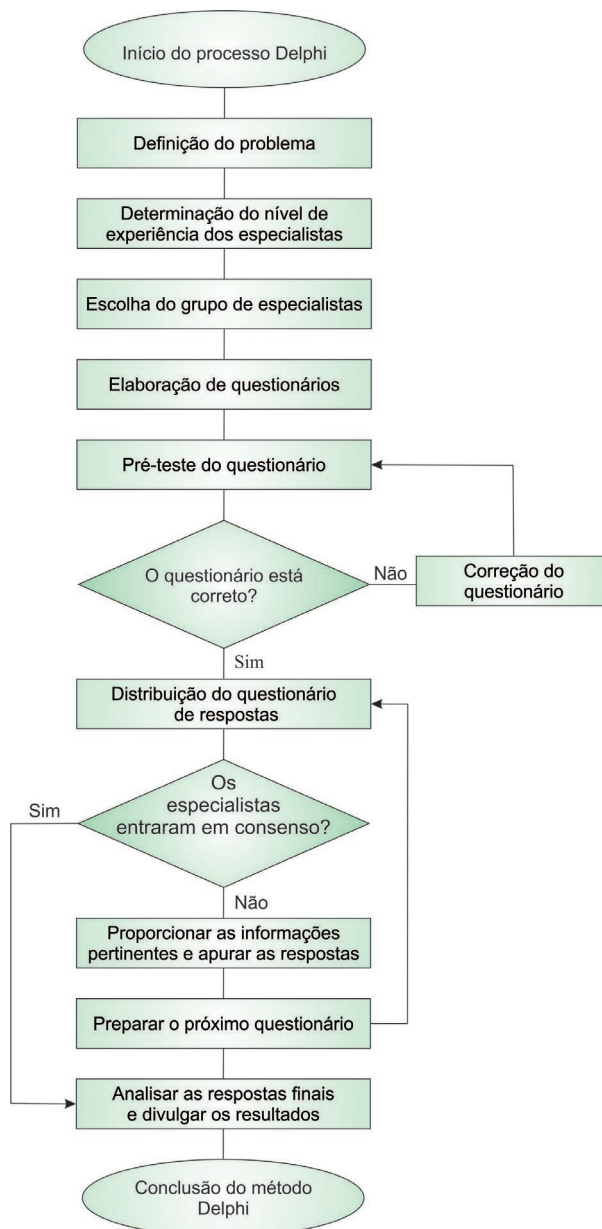 Início do processo Delphi
Definição do problema
Determinação do nível de
experiência dos especialistas
Escolha do grupo de especialistas
Elaboração de questionários
Pré-teste do questionário
O questionário está
correto?
Não
Correção do
questionário
Sim
Distribuição do questionário
de respostas
Os
especialistas
entraram em consenso?
Sim
Não
Proporcionar as informações
pertinentes e apurar as respostas
Preparar o próximo questionário
Analisar as respostas finais
e divulgar os resultados
Conclusão do método
Delphi